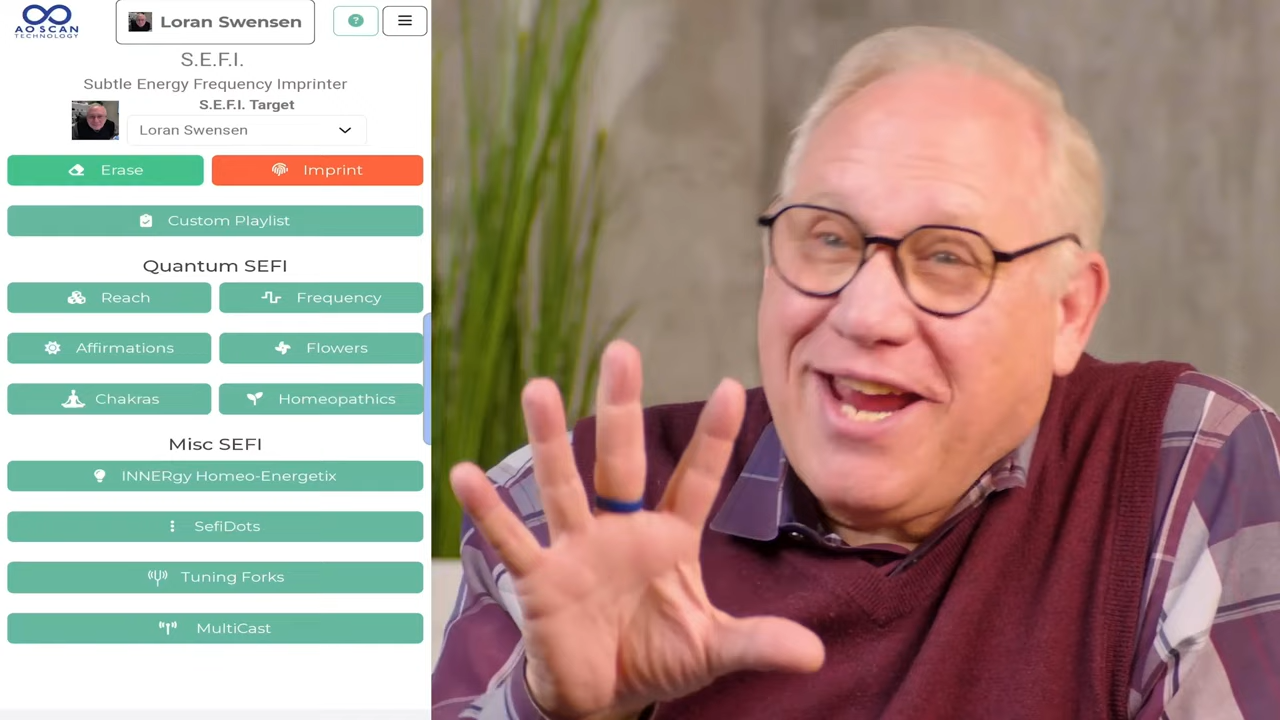 AO SCAN
TECHNOLOGY
Loran Swensen
?
S.E.F.I.
Subtle Energy Frequency Imprinter
S.E.F.I. Target
Loran Swensen
Erase
Imprint
Custom Playlist
Quantum SEFI
Reach
Frequency
Affirmations
Flowers
Chakras
Homeopathics
Misc SEFI
INNERgy Homeo-Energetix
SefiDots
Tuning Forks
MultiCast